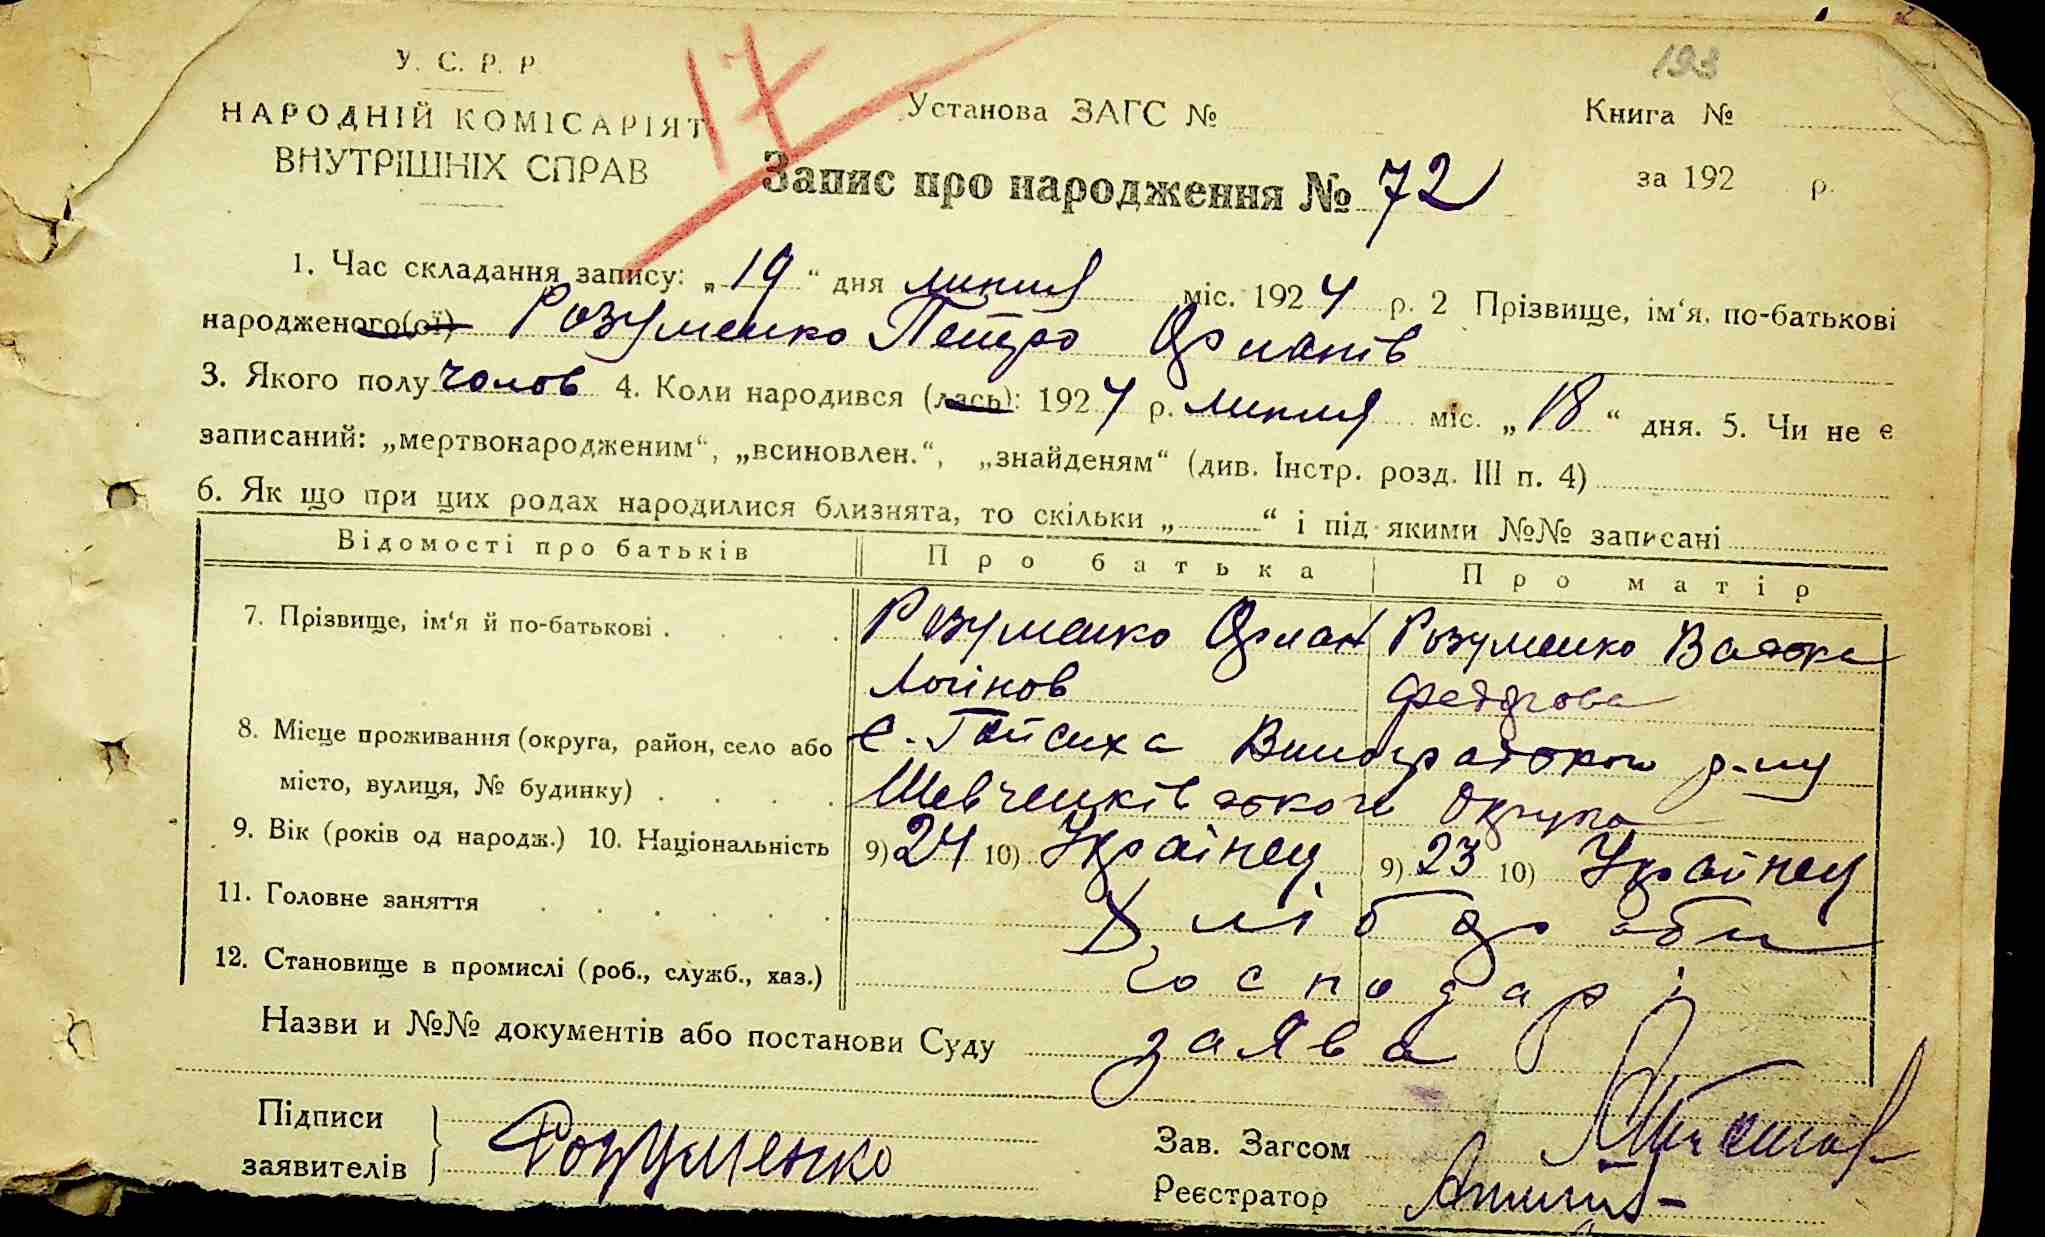 193
17
У. С. Р. Р.
НАРОДНІЙ КОМІСАРІЯТ
ВНУТРІШНІХ СПРАВ
Установа ЗАГС №
Книга №
за 192 р.
Запис про народження № 72
1. Час складання запису: „19“ дня липня міс. 1924 р. 2 Прізвище, ім‘я, по-батькові
народженого(ої) Розуменко Петро
3. Якого полу чолов 4. Коли народився (лась): 1924 р. липня міс. „18“ дня. 5. Чи не є
записаний: „мертвонародженим“, „всиновлен.“, „знайденям“ (див. Інстр. розд. III п. 4)
6. Як що при цих родах народилися близнята, то скільки „ “ і під якими №№ записані
Відомості про батьків Про батька Про матір
7. Прізвище, ім‘я й по-батькові Розуменко Розуменко
Федорова
8. Місце проживання (округа, район, село або с. Гайсиха р-ну
місто, вулиця, № будинку) Шевченківського
9. Вік (років од народж.) 10. Національність 9) 24 10) Українец 9) 23 10) Українец
11. Головне заняття Хлібороби
12. Становище в промислі (роб., служб., хаз.) господарі
Назви и №№ документів або постанови Суду заява
Підписи
заявителів Розуменко
Зав. Загсом
Реєстратор